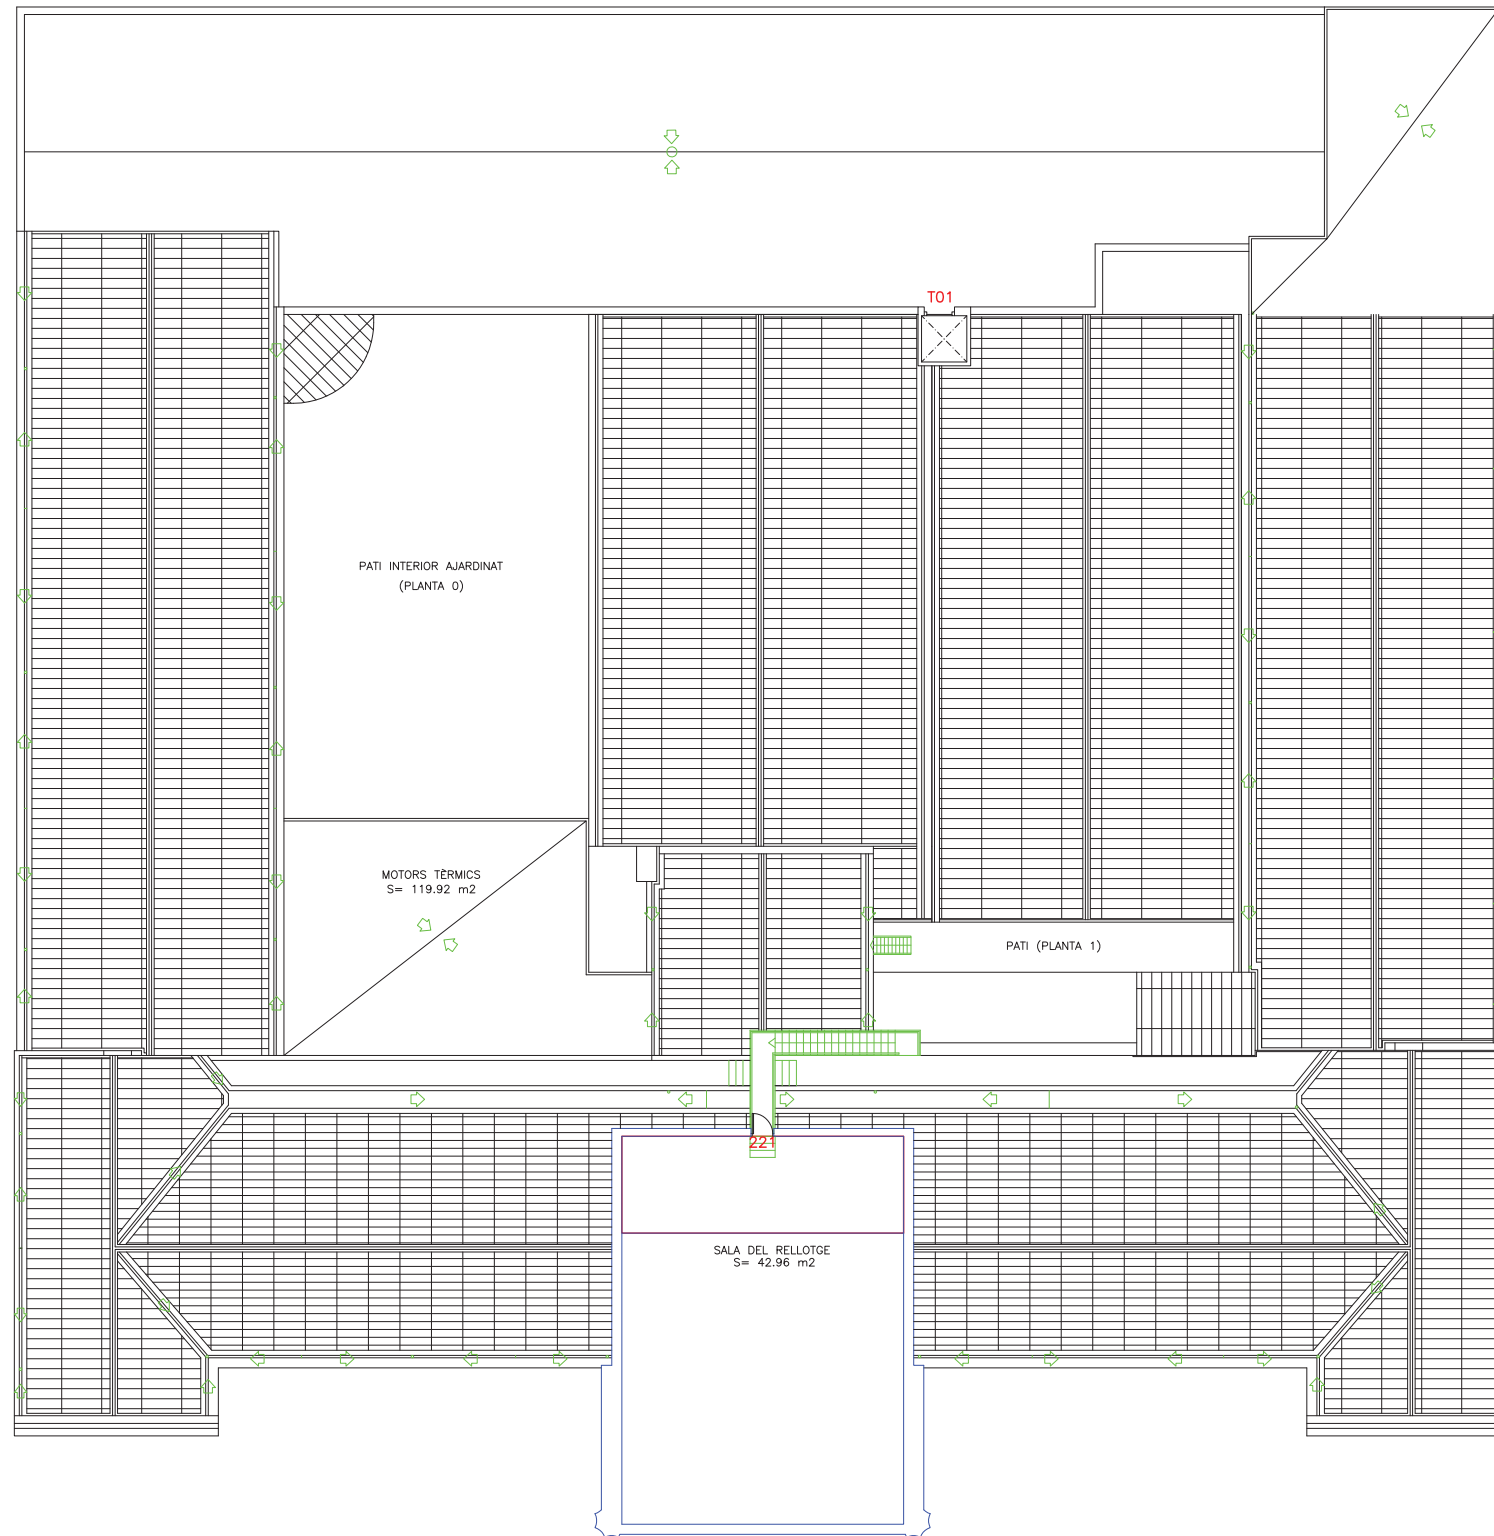 T01
PATI INTERIOR AJARDINAT
(PLANTA 0)
MOTORS TÈRMICS
S= 119.92 m2
PATI (PLANTA 1)
221
SALA DEL RELLOTGE
S= 42.96 m2